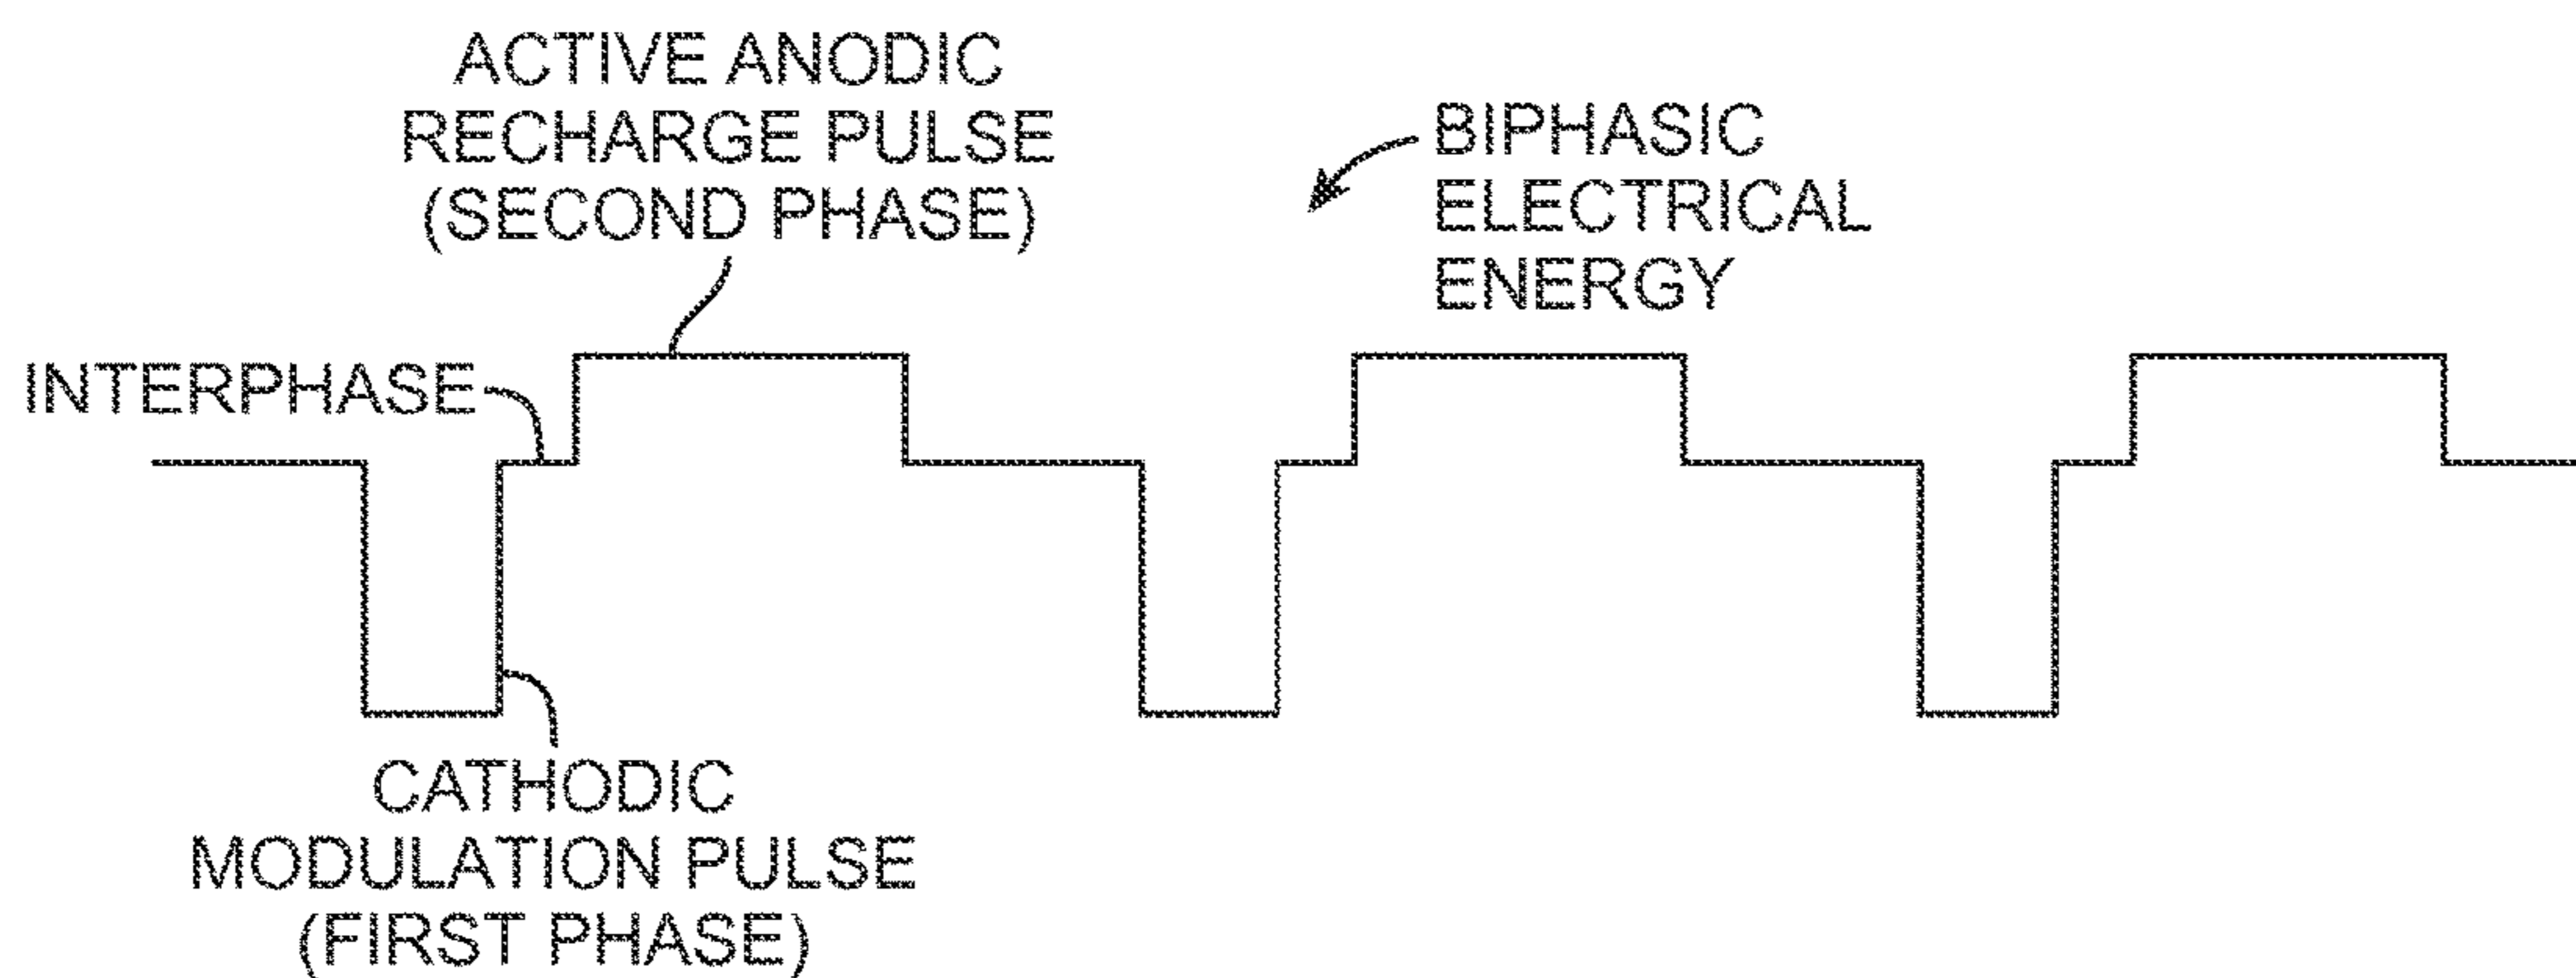 ACTIVE ANODIC
RECHARGE PULSE
(SECOND PHASE)
BIPHASIC
ELECTRICAL
ENERGY
INTERPHASE
CATHODIC
MODULATION PULSE
(FIRST PHASE)